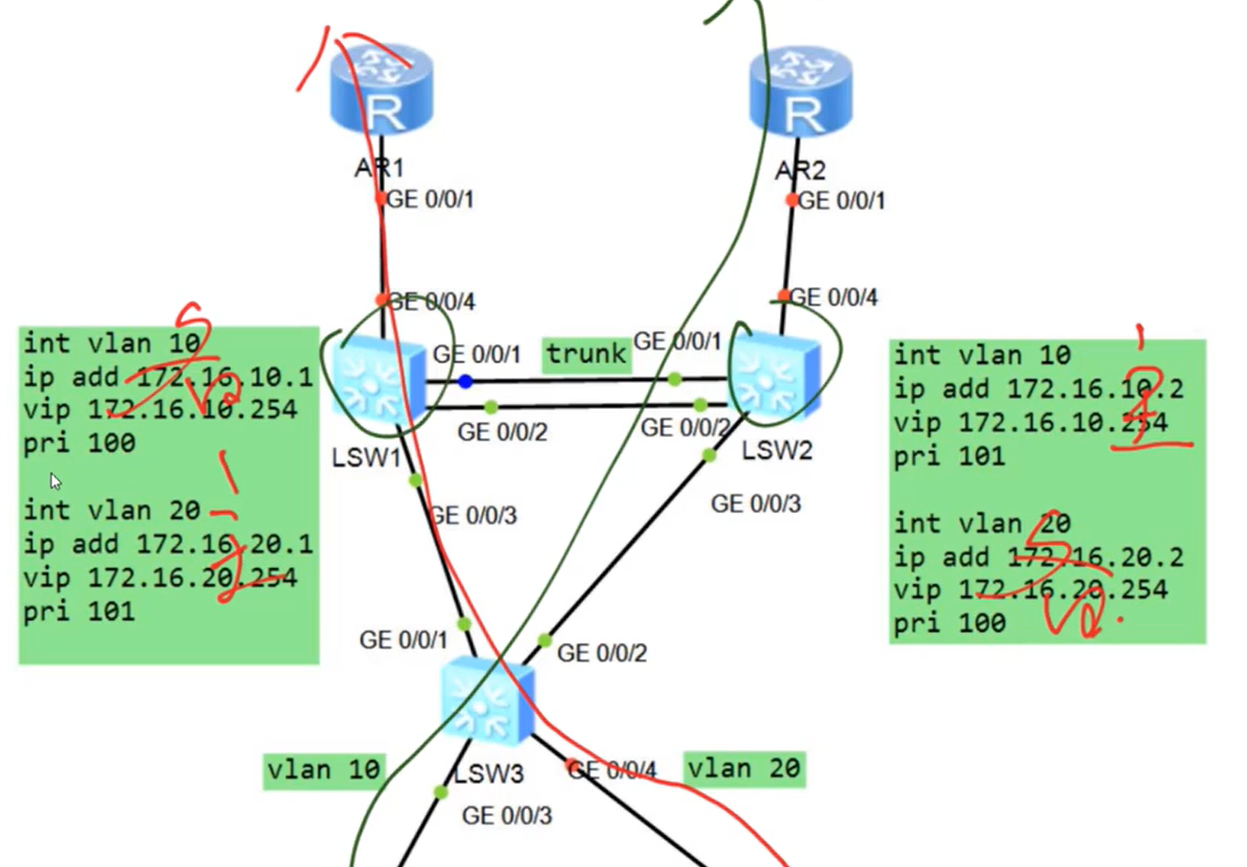 R
R
AR1
AR2
GE 0/0/1
GE 0/0/1
GE 0/0/4
GE 0/0/4
int vlan 10
ip add 172.16.10.1
vip 172.16.10.254
pri 100
int vlan 20
ip add 172.16.20.1
vip 172.16.20.254
pri 101
GE 0/0/1
trunk
GE 0/0/1
GE 0/0/2
GE 0/0/2
LSW1
LSW2
GE 0/0/3
GE 0/0/3
int vlan 10
ip add 172.16.10.2
vip 172.16.10.254
pri 101
int vlan 20
ip add 172.16.20.2
vip 172.16.20.254
pri 100
GE 0/0/1
GE 0/0/2
vlan 10
LSW3
GE 0/0/4
vlan 20
GE 0/0/3